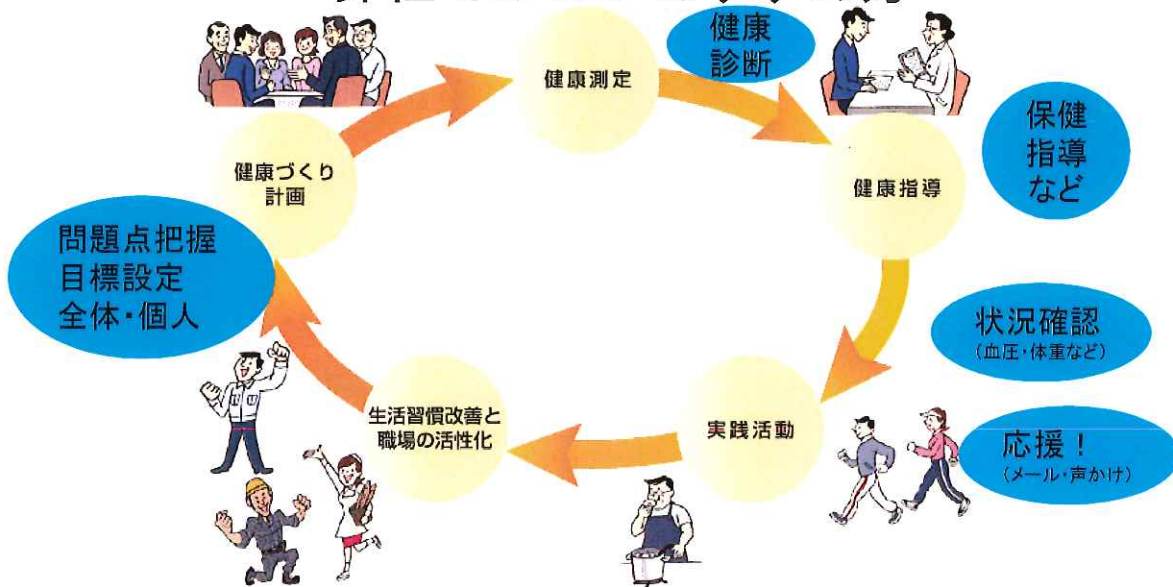 健康測定
健康
診断
健康指導
保健
指導
など
状況確認
（血圧・体重など）
実践活動
応援！
（メール・声かけ）
生活習慣改善と
職場の活性化
健康づくり
計画
問題点把握
目標設定
全体・個人